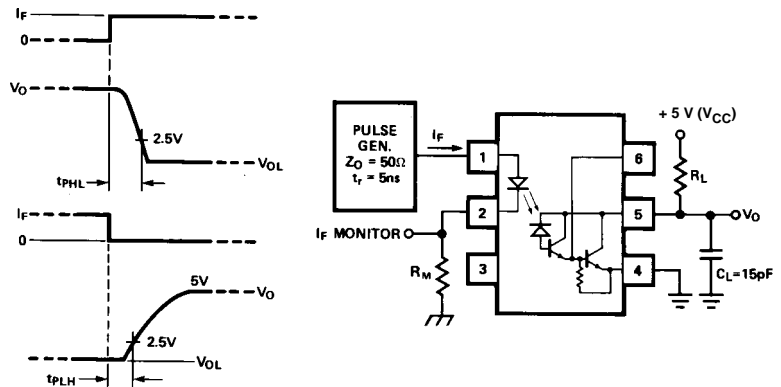 IF
0
VO
2.5V
VOL
tPHL
IF
0
5V
VO
2.5V
VOL
tPLH
PULSE
GEN.
ZO = 50Ω
tr = 5ns
IF
1
2
3
IF MONITOR
RM
6
5
4
+ 5 V (VCC)
RL
VO
CL=15pF